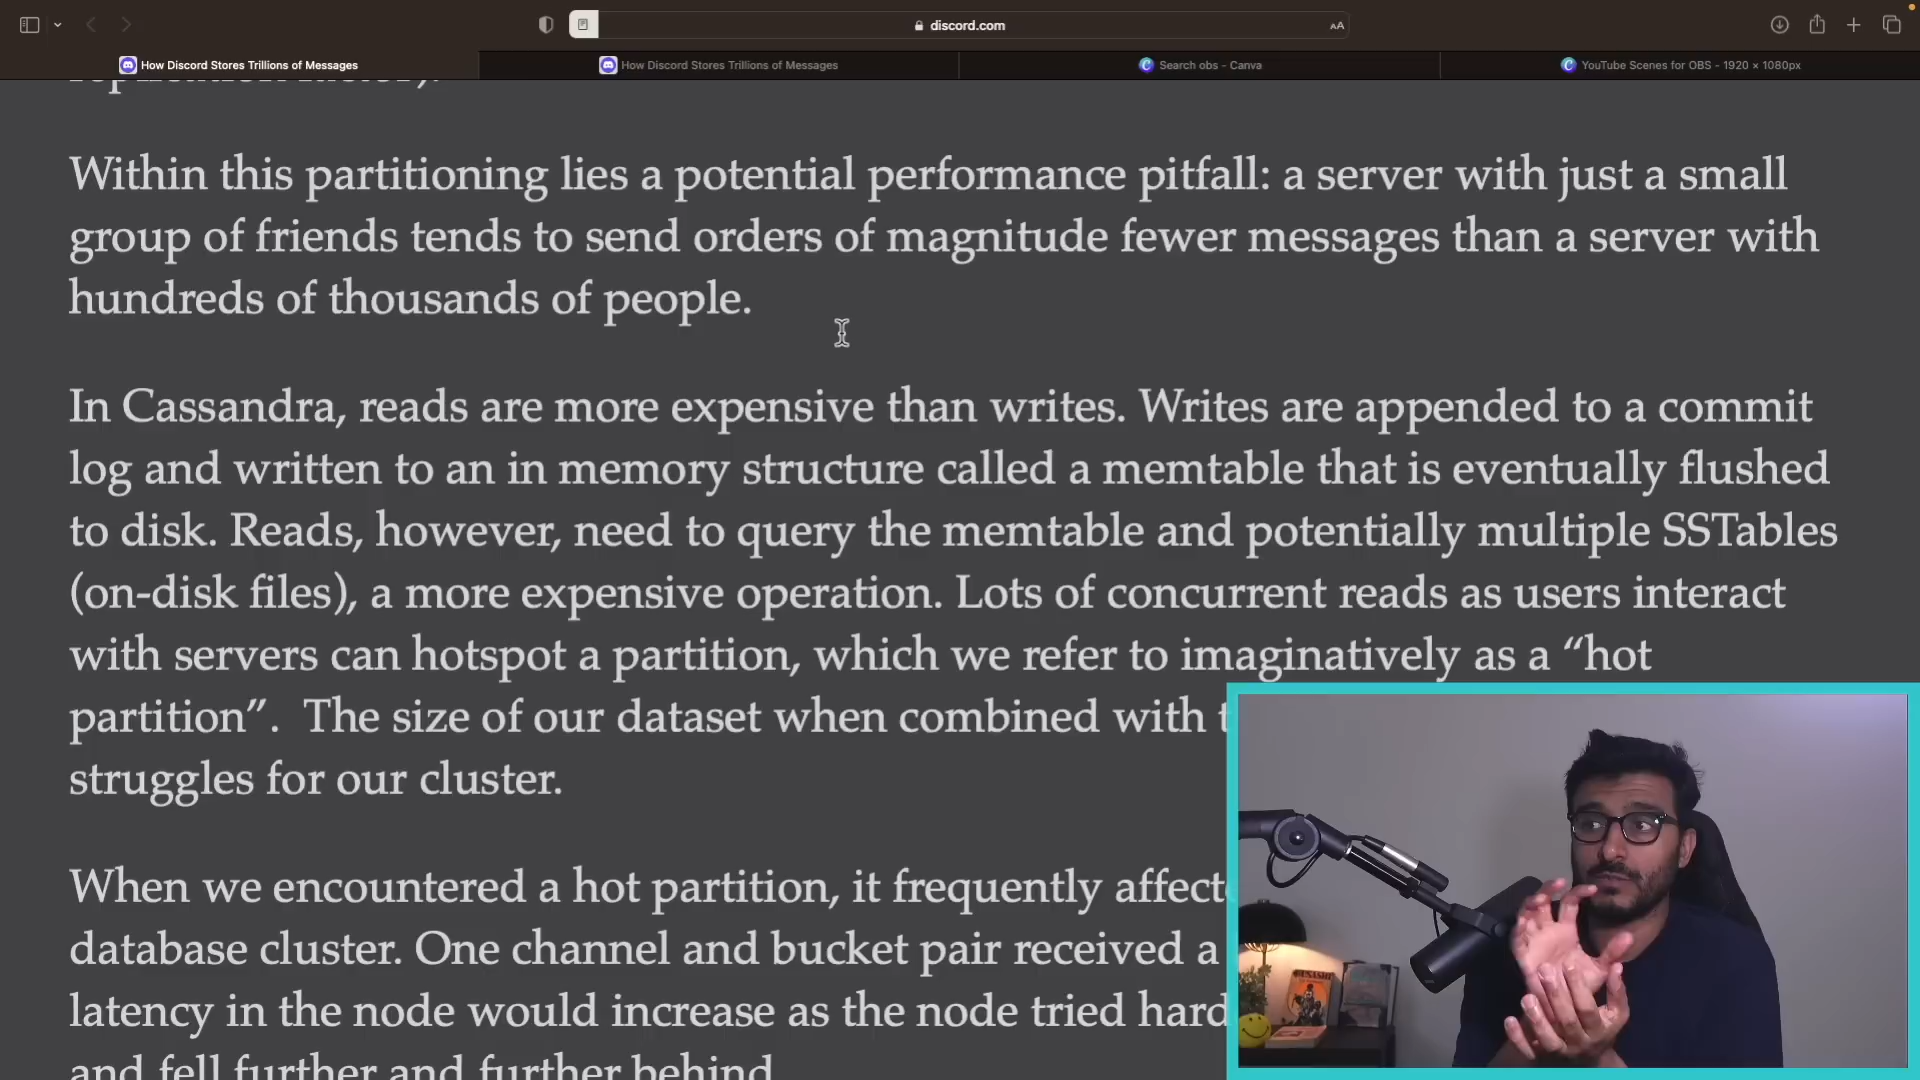 discord.com
AA
How Discord Stores Trillions of Messages
How Discord Stores Trillions of Messages
Search obs - Canva
YouTube Scenes for OBS - 1920 × 1080px
Within this partitioning lies a potential performance pitfall: a server with just a small
group of friends tends to send orders of magnitude fewer messages than a server with
hundreds of thousands of people.
In Cassandra, reads are more expensive than writes. Writes are appended to a commit
log and written to an in memory structure called a memtable that is eventually flushed
to disk. Reads, however, need to query the memtable and potentially multiple SSTables
(on-disk files), a more expensive operation. Lots of concurrent reads as users interact
with servers can hotspot a partition, which we refer to imaginatively as a “hot
partition”. The size of our dataset when combined with
struggles for our cluster.
When we encountered a hot partition, it frequently
database cluster. One channel and bucket pair received a
latency in the node would increase as the node tried
and fell further and further behind